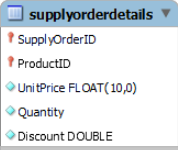 supplyorderdetails
SupplyOrderID
ProductID
UnitPrice FLOAT(10,0)
Quantity
Discount DOUBLE